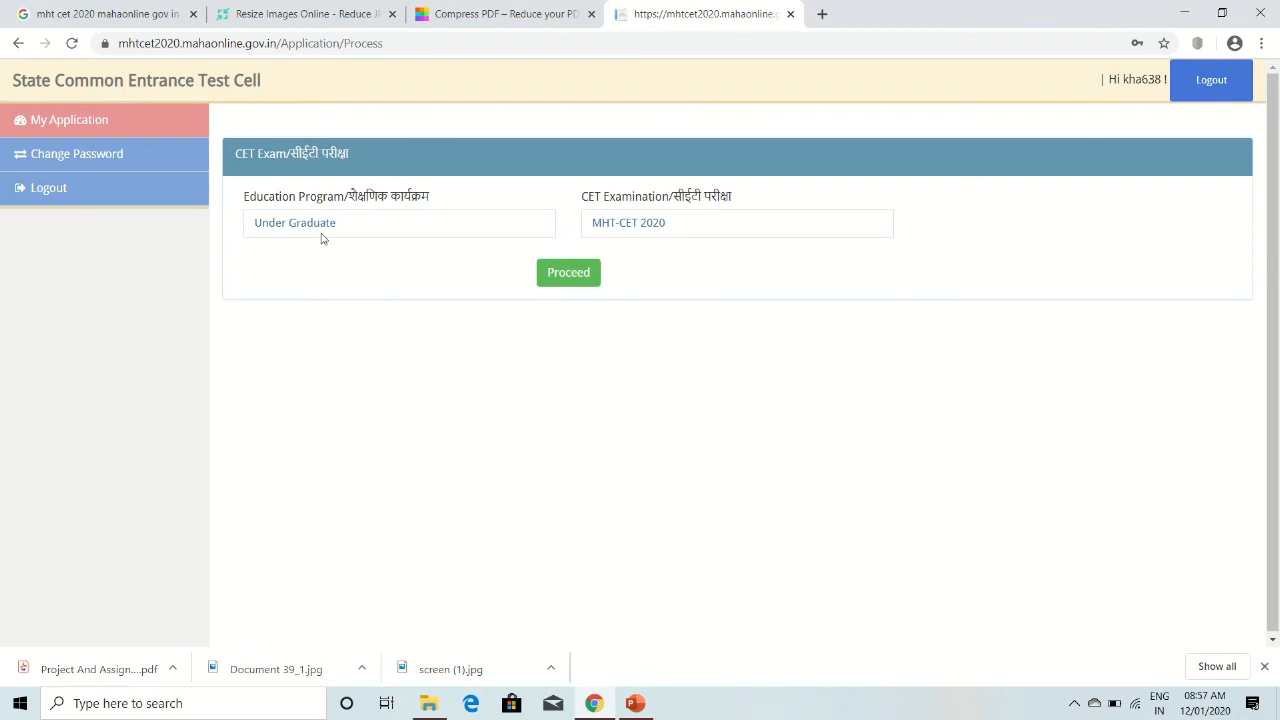 mht cet 2020 mahaonline gov in
Resize Images Online - Reduce JP
Compress PDF – Reduce your PD
https://mhtcet2020.mahaonline.g
mhtcet2020.mahaonline.gov.in/Application/Process
State Common Entrance Test Cell
| Hi kha638 !
Logout
My Application
Change Password
Logout
CET Exam/सीईटी परीक्षा
Education Program/शैक्षणिक कार्यक्रम
CET Examination/सीईटी परीक्षा
Under Graduate
MHT-CET 2020
Proceed
Project And Assign....pdf
Document 39_1.jpg
screen (1).jpg
Show all
Type here to search
ENG
08:57 AM
IN
12/01/2020